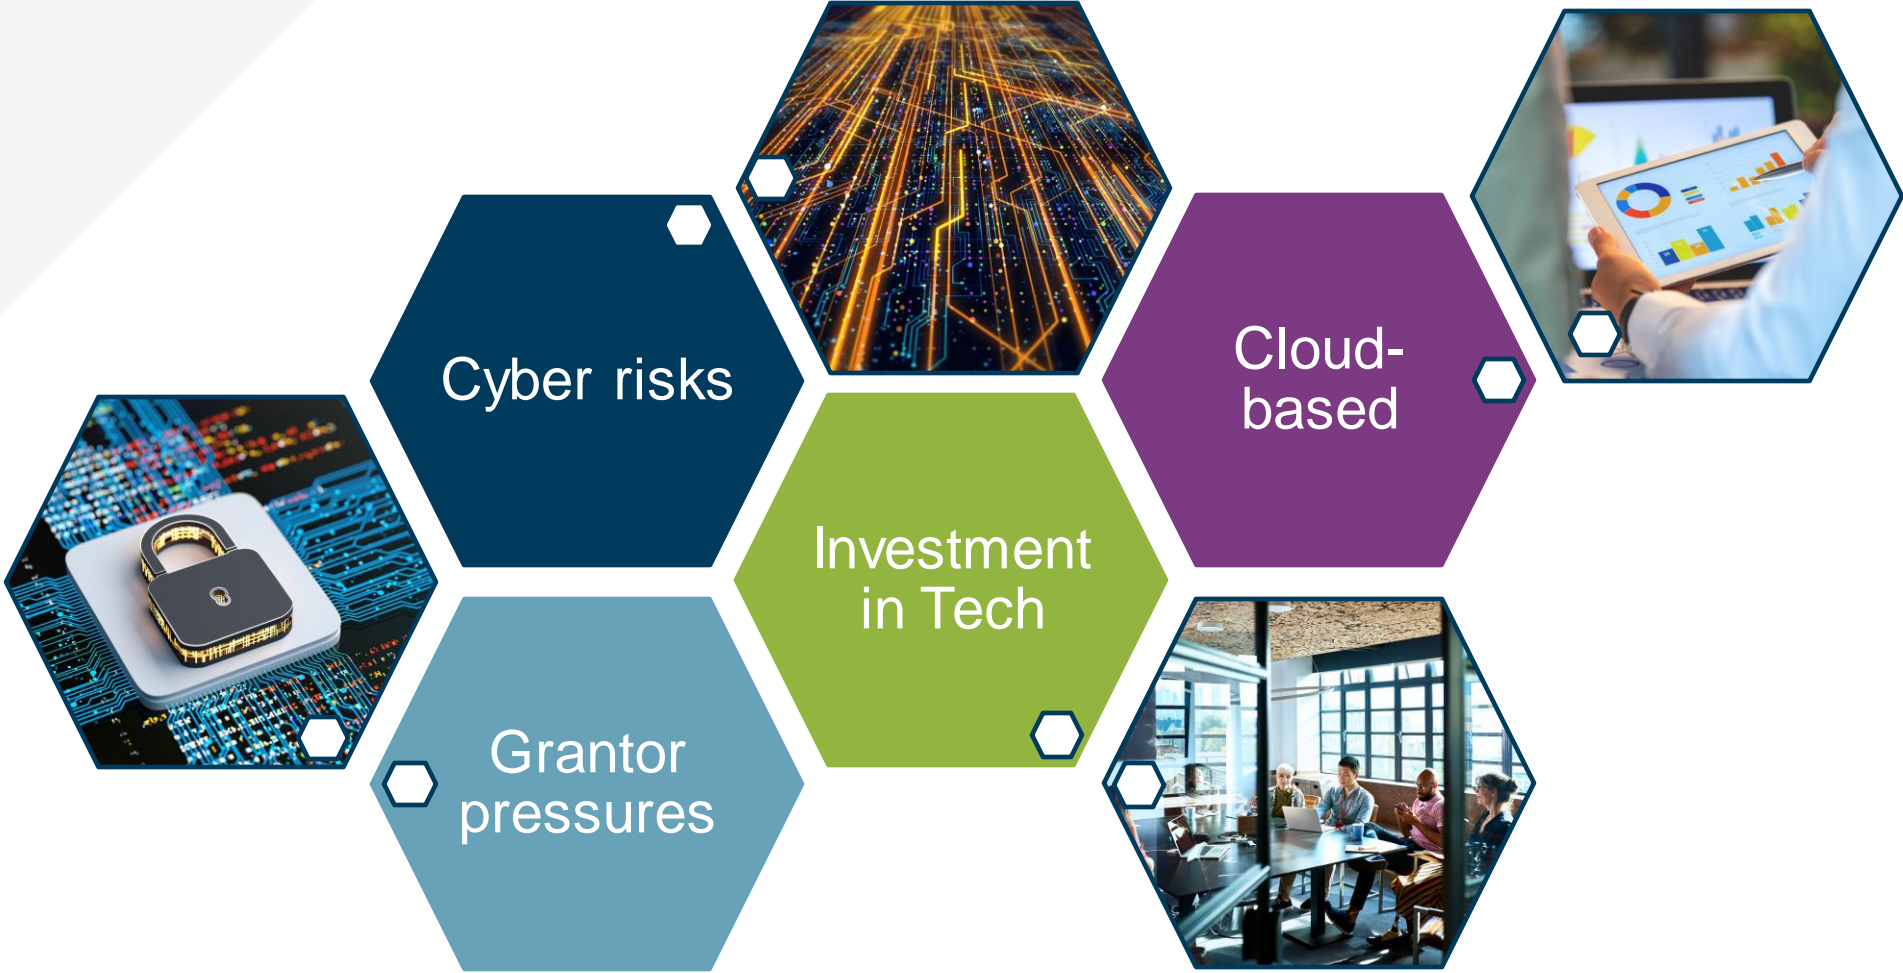 Cyber risks
Cloud-
based
Investment
in Tech
Grantor
pressures